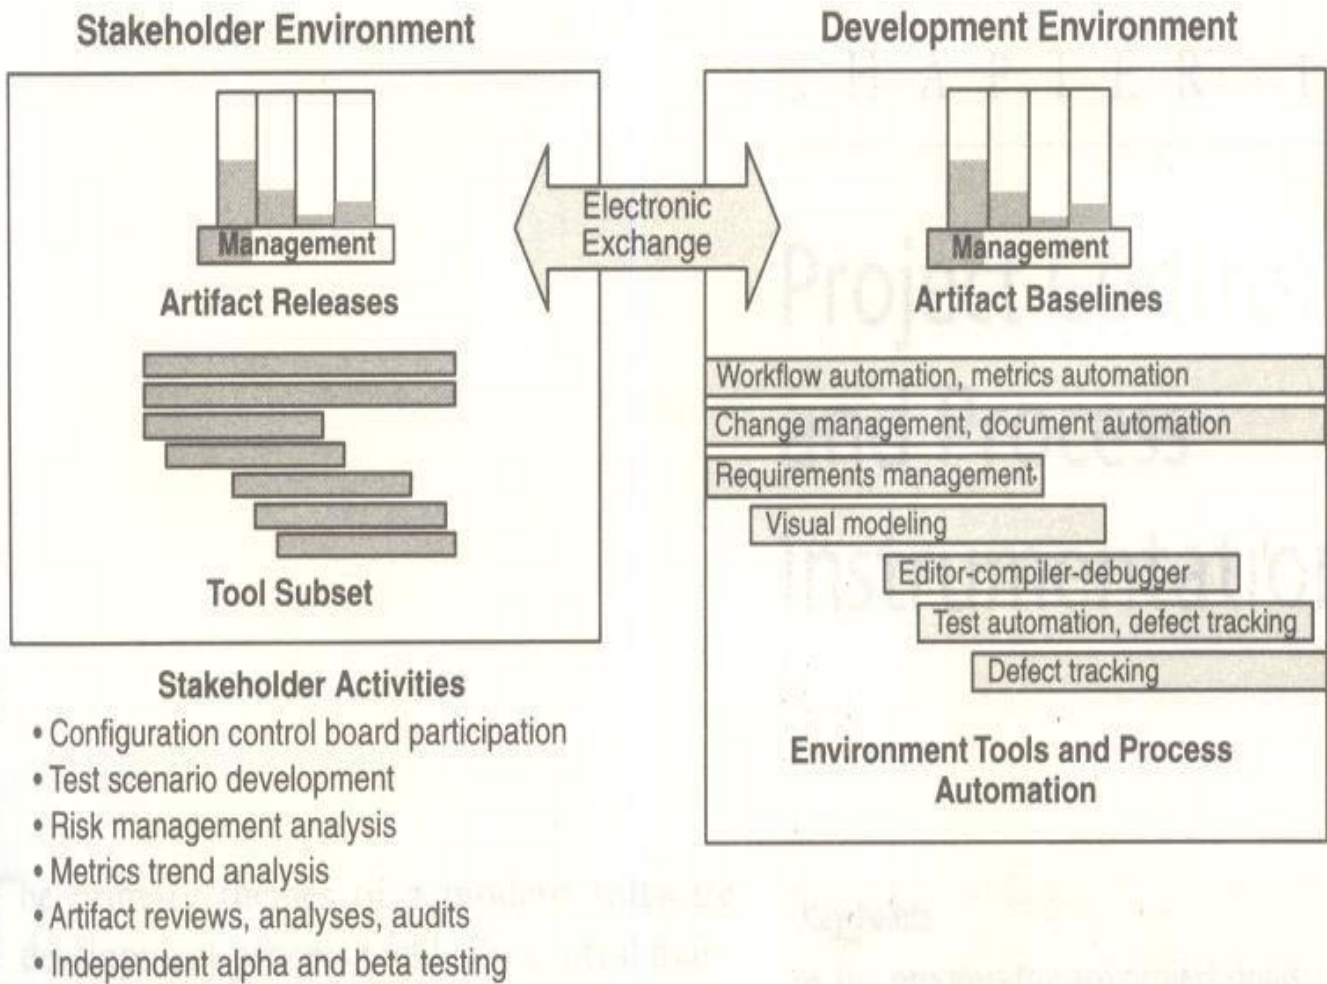 Stakeholder Environment
Management
Artifact Releases
Tool Subset
Stakeholder Activities
• Configuration control board participation
• Test scenario development
• Risk management analysis
• Metrics trend analysis
• Artifact reviews, analyses, audits
• Independent alpha and beta testing
Electronic
Exchange
Development Environment
Management
Artifact Baselines
Workflow automation, metrics automation
Change management, document automation
Requirements management
Visual modeling
Editor-compiler-debugger
Test automation, defect tracking
Defect tracking
Environment Tools and Process
Automation